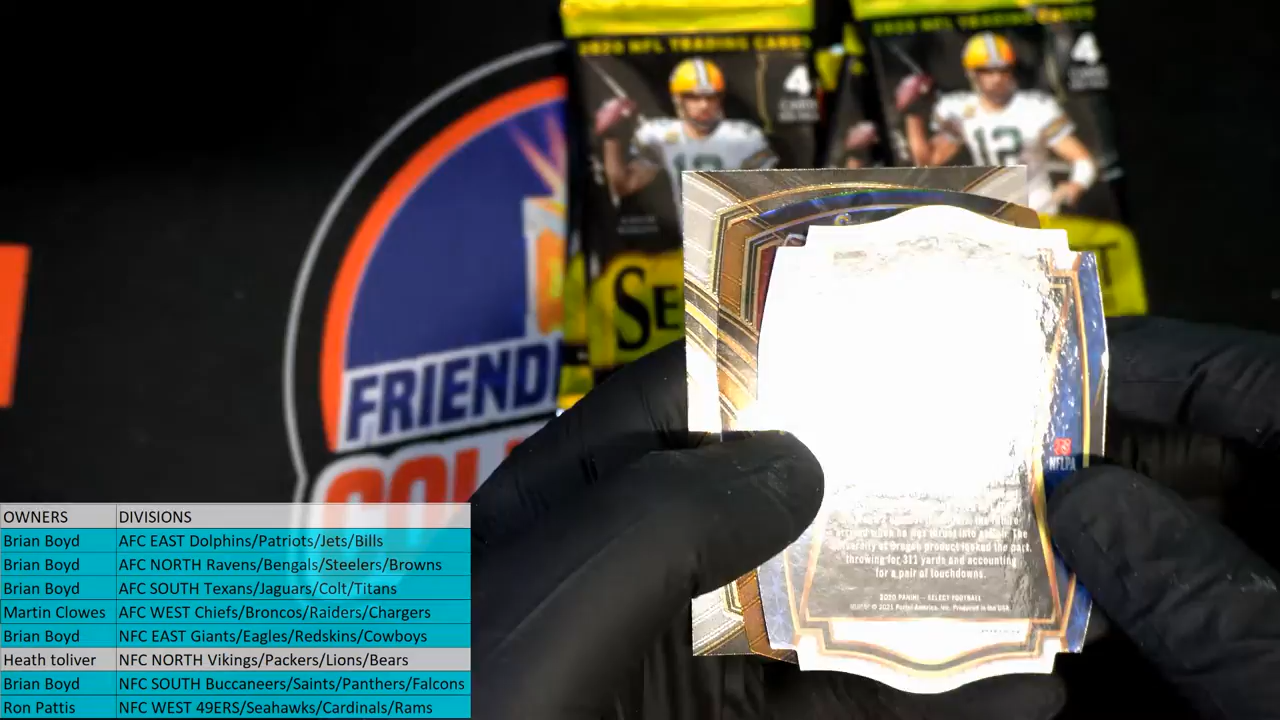 2020 NFL TRADING CARDS
4
2020 NFL TRADING CARDS
4
12
12
SE
T
FRIEND
COL
NFLPA
The
University of Oregon product looked the part,
throwing for 311 yards and accounting
for a pair of touchdowns.
2020 PANINI – SELECT FOOTBALL
© 2021 Panini America, Inc. Produced in the USA.
OWNERS DIVISIONS
Brian Boyd AFC EAST Dolphins/Patriots/Jets/Bills
Brian Boyd AFC NORTH Ravens/Bengals/Steelers/Browns
Brian Boyd AFC SOUTH Texans/Jaguars/Colt/Titans
Martin Clowes AFC WEST Chiefs/Broncos/Raiders/Chargers
Brian Boyd NFC EAST Giants/Eagles/Redskins/Cowboys
Heath toliver NFC NORTH Vikings/Packers/Lions/Bears
Brian Boyd NFC SOUTH Buccaneers/Saints/Panthers/Falcons
Ron Pattis NFC WEST 49ERS/Seahawks/Cardinals/Rams